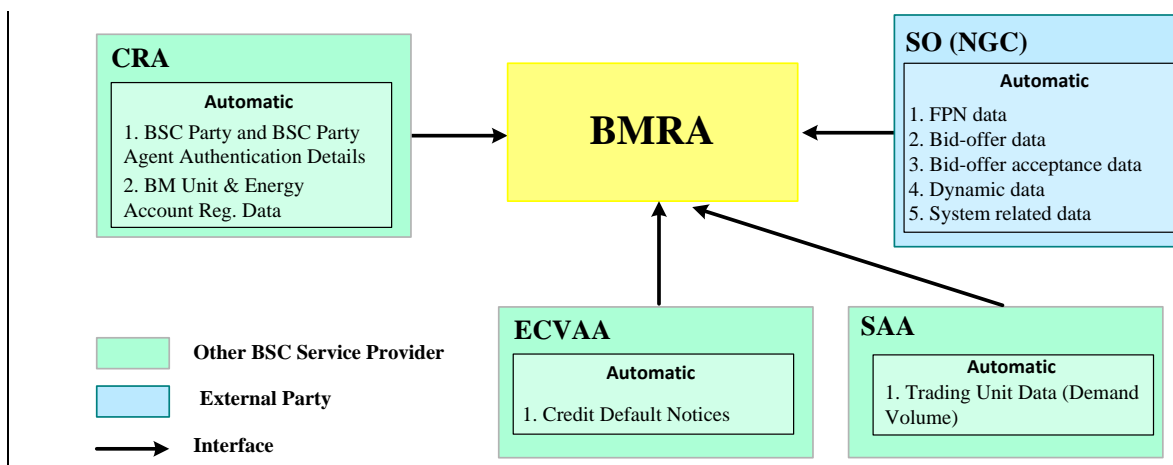 CRA
Automatic
1. BSC Party and BSC Party
Agent Authentication Details
2. BM Unit & Energy
Account Reg. Data
BMRA
SO (NGC)
Automatic
1. FPN data
2. Bid-offer data
3. Bid-offer acceptance data
4. Dynamic data
5. System related data
ECVAA
Automatic
1. Credit Default Notices
SAA
Automatic
1. Trading Unit Data (Demand
Volume)
Other BSC Service Provider
External Party
Interface